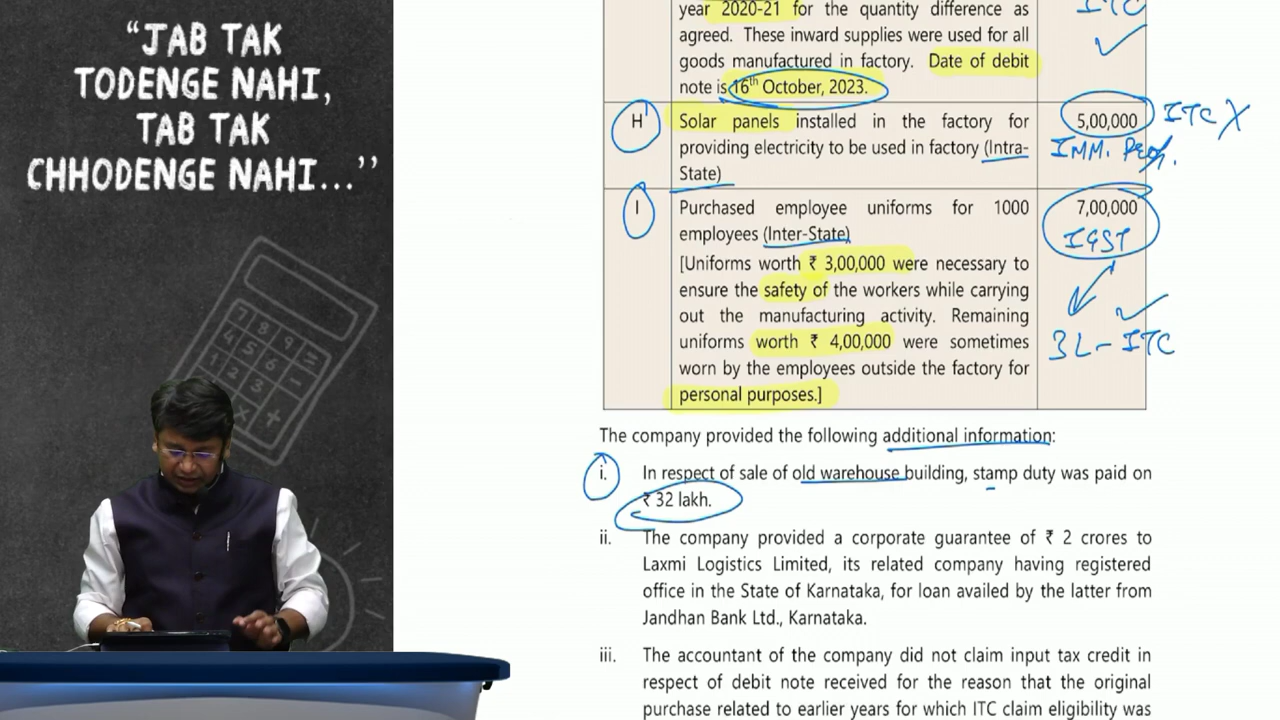 “JAB TAK
TODENGE NAHI,
TAB TAK
CHHODENGE NAHI...”
year 2020-21 for the quantity difference as
agreed. These inward supplies were used for all
goods manufactured in factory. Date of debit
note is 16th October, 2023.
ITC
H
Solar panels installed in the factory for
providing electricity to be used in factory (Intra-
State)
5,00,000 ITC X
IMM.
I
Purchased employee uniforms for 1000
employees (Inter-State)
[Uniforms worth ₹ 3,00,000 were necessary to
ensure the safety of the workers while carrying
out the manufacturing activity. Remaining
uniforms worth ₹ 4,00,000 were sometimes
worn by the employees outside the factory for
personal purposes.]
7,00,000
IGST
3L - ITC
The company provided the following additional information:
i. In respect of sale of old warehouse building, stamp duty was paid on
₹ 32 lakh.
ii. The company provided a corporate guarantee of ₹ 2 crores to
Laxmi Logistics Limited, its related company having registered
office in the State of Karnataka, for loan availed by the latter from
Jandhan Bank Ltd., Karnataka.
iii. The accountant of the company did not claim input tax credit in
respect of debit note received for the reason that the original
purchase related to earlier years for which ITC claim eligibility was